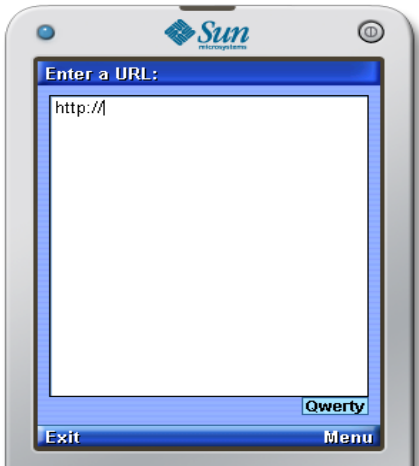 Sun
microsystems
Enter a URL:
http://
Qwerty
Exit Menu